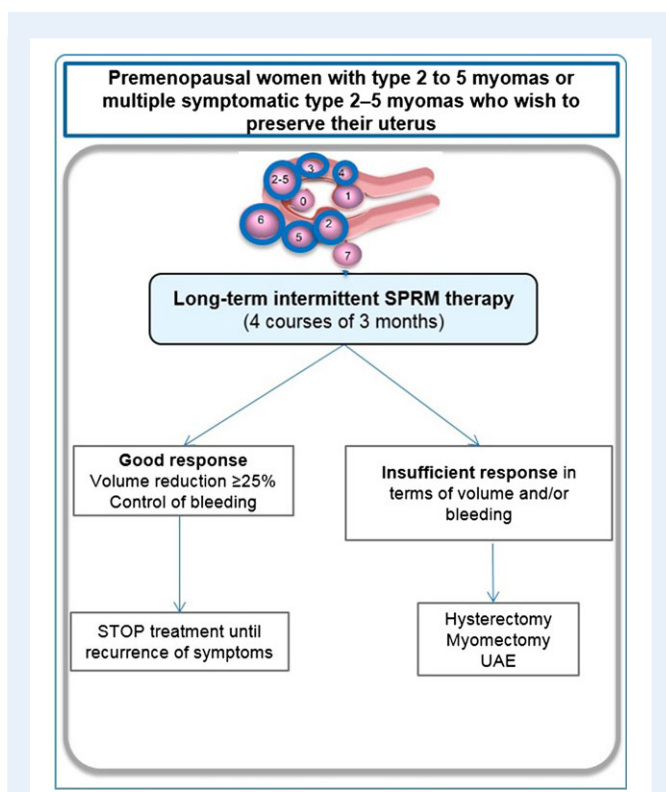 Premenopausal women with type 2 to 5 myomas or
multiple symptomatic type 2–5 myomas who wish to
preserve their uterus
3
4
2-5
0
1
6
5
2
7
Long-term intermittent SPRM therapy
(4 courses of 3 months)
Good response
Volume reduction ≥25%
Control of bleeding
Insufficient response in
terms of volume and/or
bleeding
STOP treatment until
recurrence of symptoms
Hysterectomy
Myomectomy
UAE